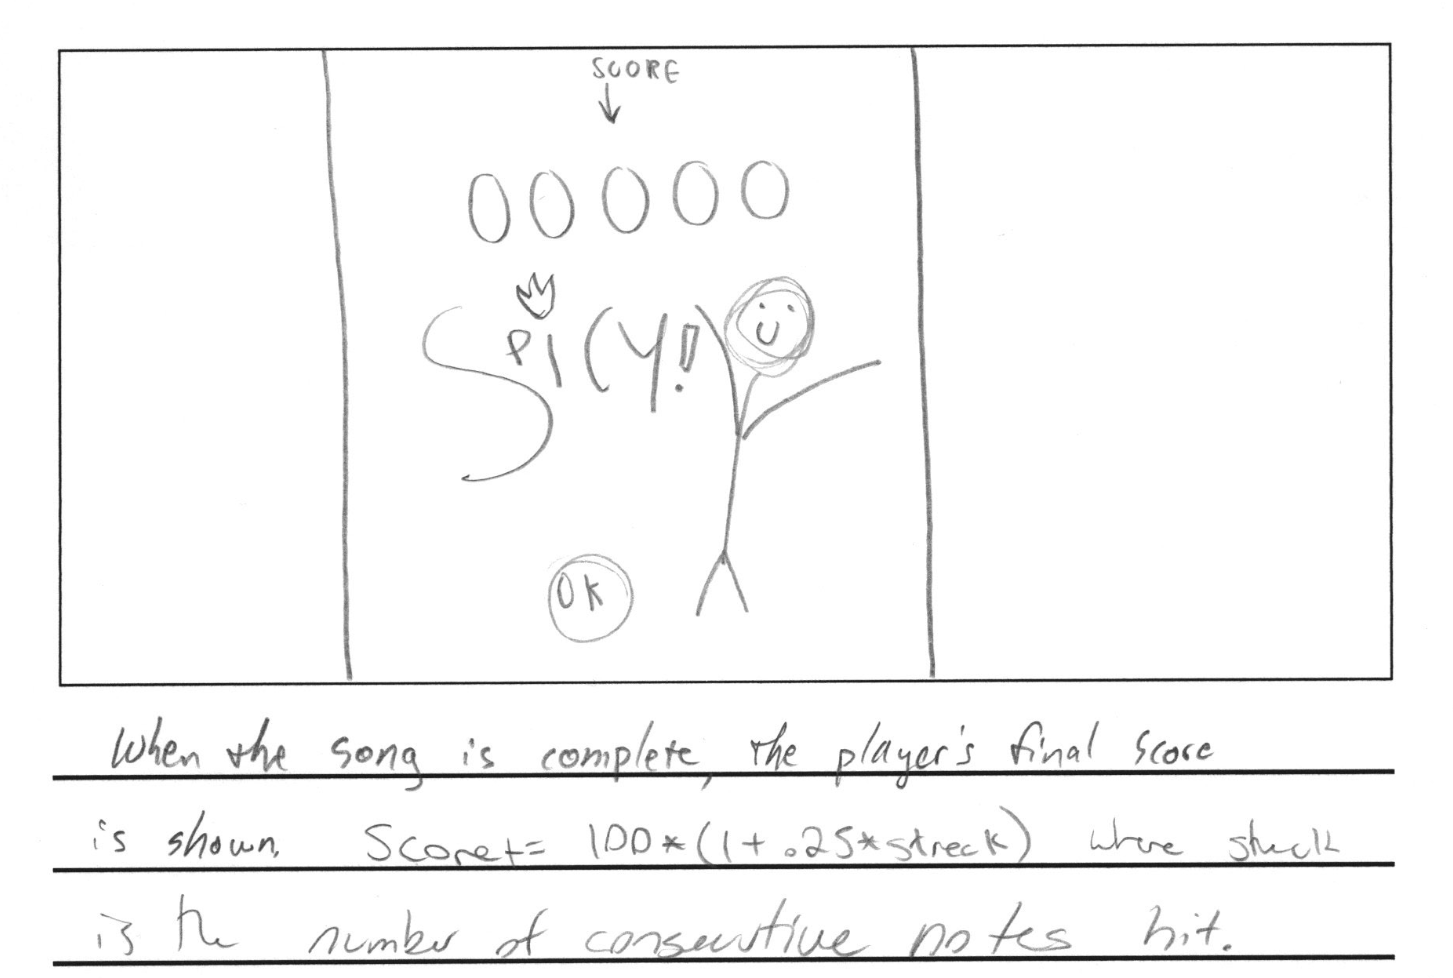 SCORE
00000
SPICY!
OK
When the song is complete, the player's final score
is shown. Score+= 100*(1+.25*streak) where streak
is the number of consecutive notes hit.